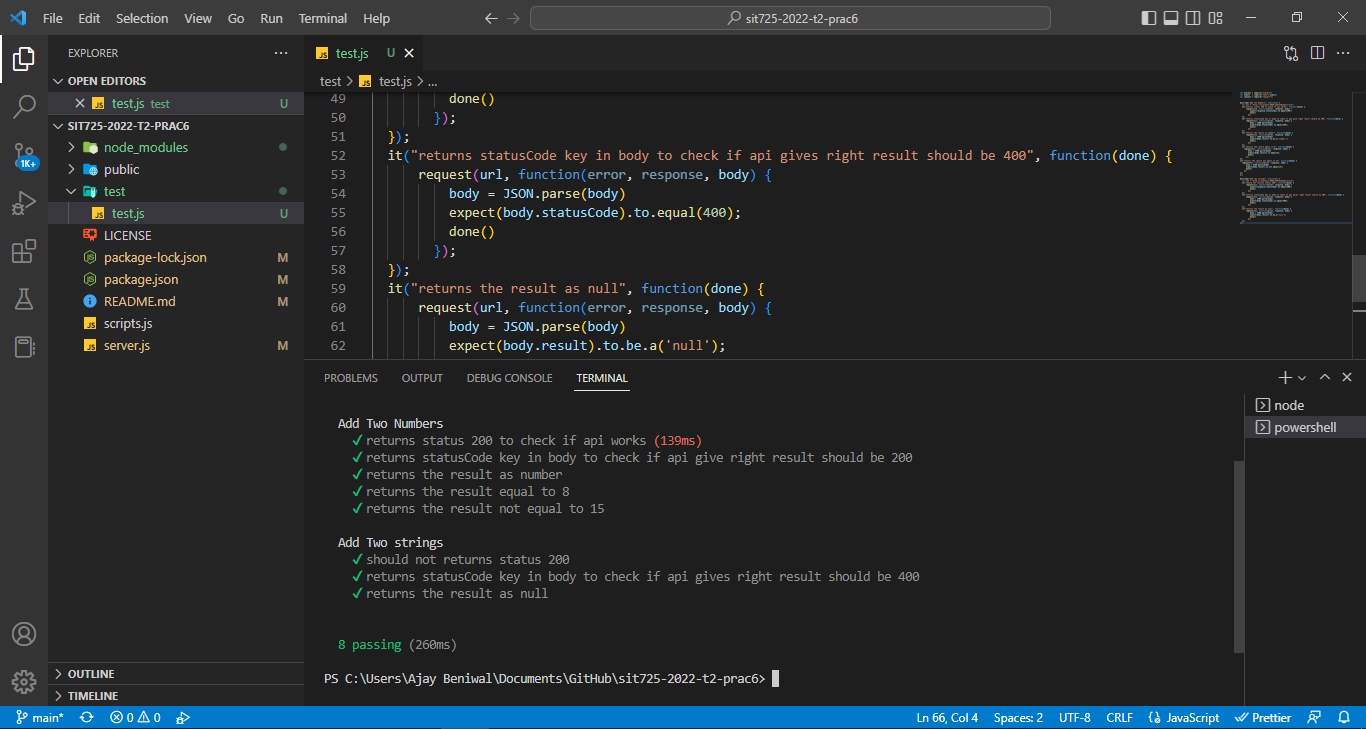 File Edit Selection View Go Run Terminal Help sit725-2022-t2-prac6
EXPLORER
OPEN EDITORS
test.js test U
SIT725-2022-T2-PRAC6
node_modules
public
test
test.js U
LICENSE
package-lock.json M
package.json M
README.md M
scripts.js
server.js M
OUTLINE
TIMELINE
1K+
test.js U
test > test.js > ...
49 done()
50 });
51 });
52 it("returns statusCode key in body to check if api gives right result should be 400", function(done) {
53 request(url, function(error, response, body) {
54 body = JSON.parse(body)
55 expect(body.statusCode).to.equal(400);
56 done()
57 });
58 });
59 it("returns the result as null", function(done) {
60 request(url, function(error, response, body) {
61 body = JSON.parse(body)
62 expect(body.result).to.be.a('null');
PROBLEMS OUTPUT DEBUG CONSOLE TERMINAL
node
powershell
Add Two Numbers
✓ returns status 200 to check if api works (139ms)
✓ returns statusCode key in body to check if api give right result should be 200
✓ returns the result as number
✓ returns the result equal to 8
✓ returns the result not equal to 15
Add Two strings
✓ should not returns status 200
✓ returns statusCode key in body to check if api gives right result should be 400
✓ returns the result as null
8 passing (260ms)
PS C:\Users\Ajay Beniwal\Documents\GitHub\sit725-2022-t2-prac6>
main* 0 0 Ln 66, Col 4 Spaces: 2 UTF-8 CRLF JavaScript Prettier